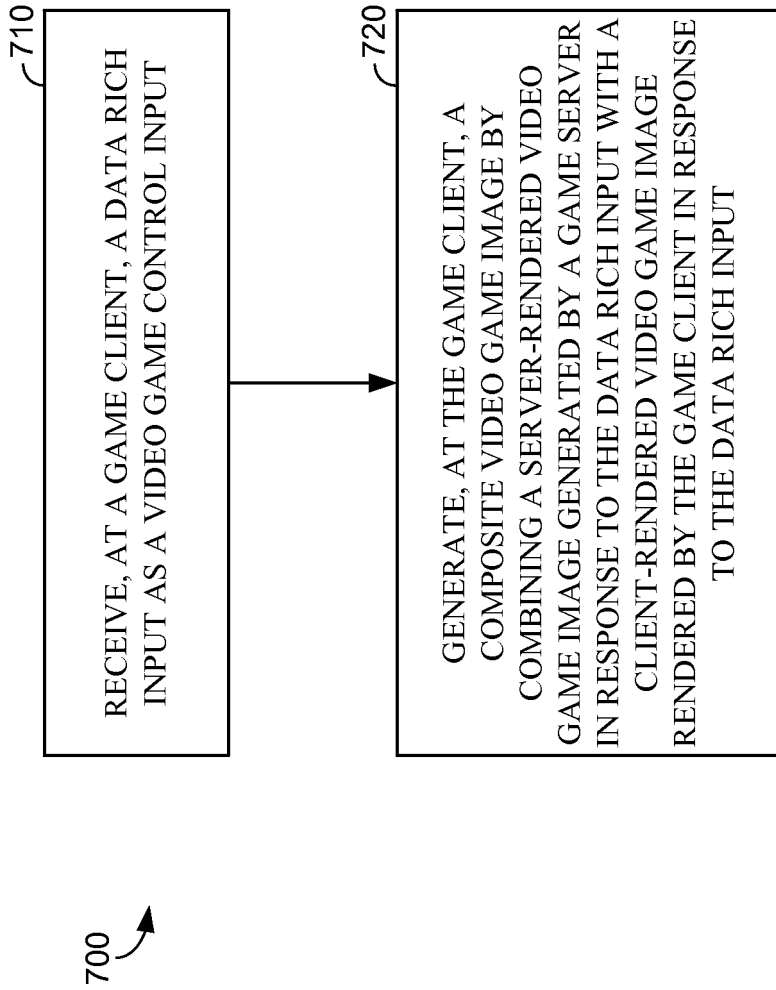 700
710
RECEIVE, AT A GAME CLIENT, A DATA RICH
INPUT AS A VIDEO GAME CONTROL INPUT
720
GENERATE, AT THE GAME CLIENT, A
COMPOSITE VIDEO GAME IMAGE BY
COMBINING A SERVER-RENDERED VIDEO
GAME IMAGE GENERATED BY A GAME SERVER
IN RESPONSE TO THE DATA RICH INPUT WITH A
CLIENT-RENDERED VIDEO GAME IMAGE
RENDERED BY THE GAME CLIENT IN RESPONSE
TO THE DATA RICH INPUT